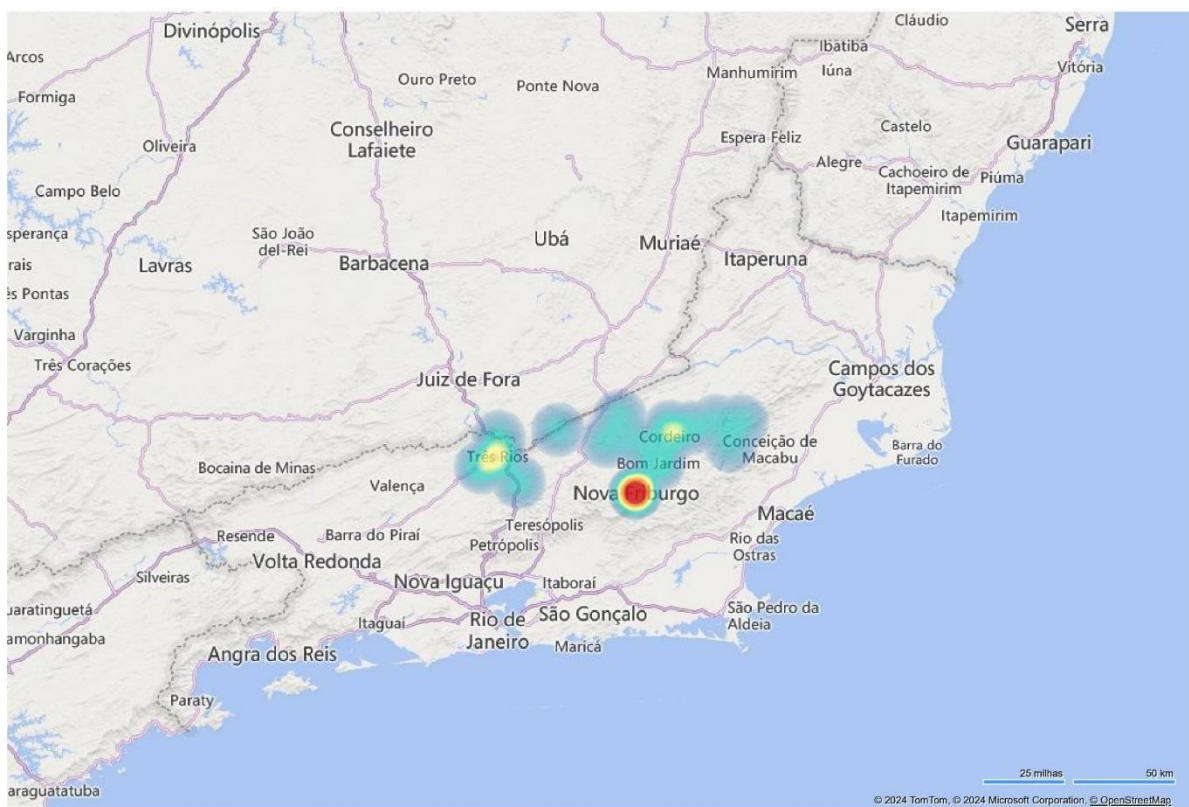 Cláudio
Serra
Divinópolis
Arcos
Ibatiba
Ouro Preto
Ponte Nova
Manhumirim
Iúna
Vitória
Formiga
Conselheiro
Lafaiete
Espera Feliz
Castelo
Guarapari
Oliveira
Alegre
Cachoeiro de
Itapemirim
Piúma
Campo Belo
Itapemirim
sperança
São João
del-Rei
Ubá
Muriaé
rais
Lavras
Barbacena
Itaperuna
ês Pontas
Varginha
Três Corações
Juiz de Fora
Campos dos
Goytacazes
Cordeiro
Conceição de
Macabu
Barra do
Furado
Três Rios
Bom Jardim
Bocaina de Minas
Valença
Nova Friburgo
Macaé
Teresópolis
Resende
Barra do Piraí
Petrópolis
Rio das
Ostras
Volta Redonda
Silveiras
Nova Iguaçu
Itaboraí
uaratinguetá
São Gonçalo
São Pedro da
Aldeia
Itaguaí
Rio de
Janeiro
amonhangaba
Maricá
Angra dos Reis
Paraty
25 milhas
50 km
araguatatuba
© 2024 TomTom, © 2024 Microsoft Corporation, © OpenStreetMap